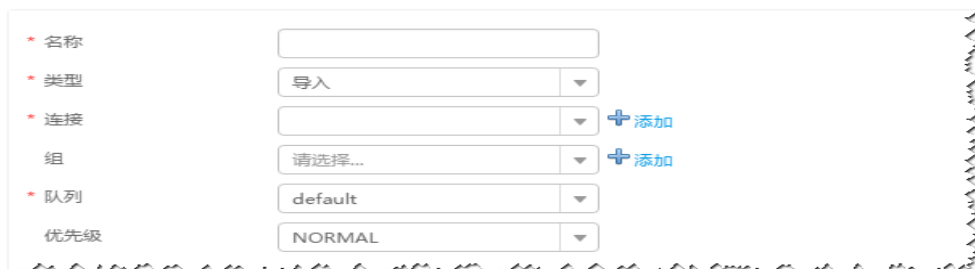 * 名称
* 类型 导入
* 连接 添加
组 请选择... 添加
* 队列 default
优先级 NORMAL